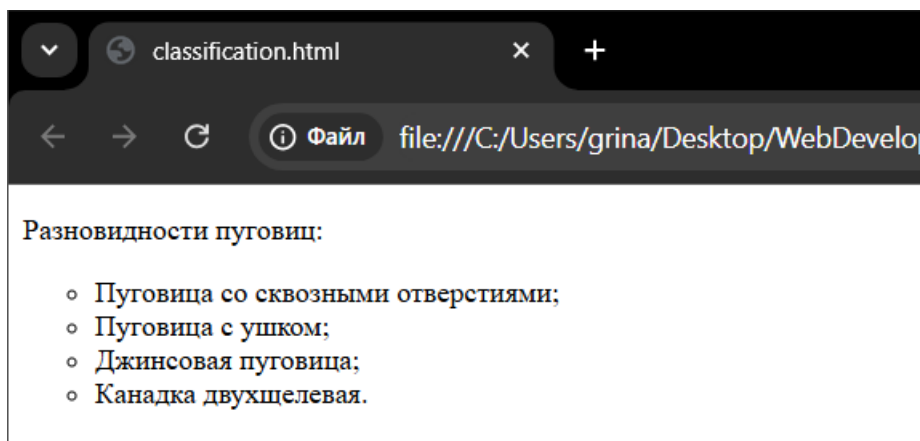 classification.html
Файл file:///C:/Users/grina/Desktop/WebDevelop
Разновидности пуговиц:
Пуговица со сквозными отверстиями;
Пуговица с ушком;
Джинсовая пуговица;
Канадка двухщелевая.